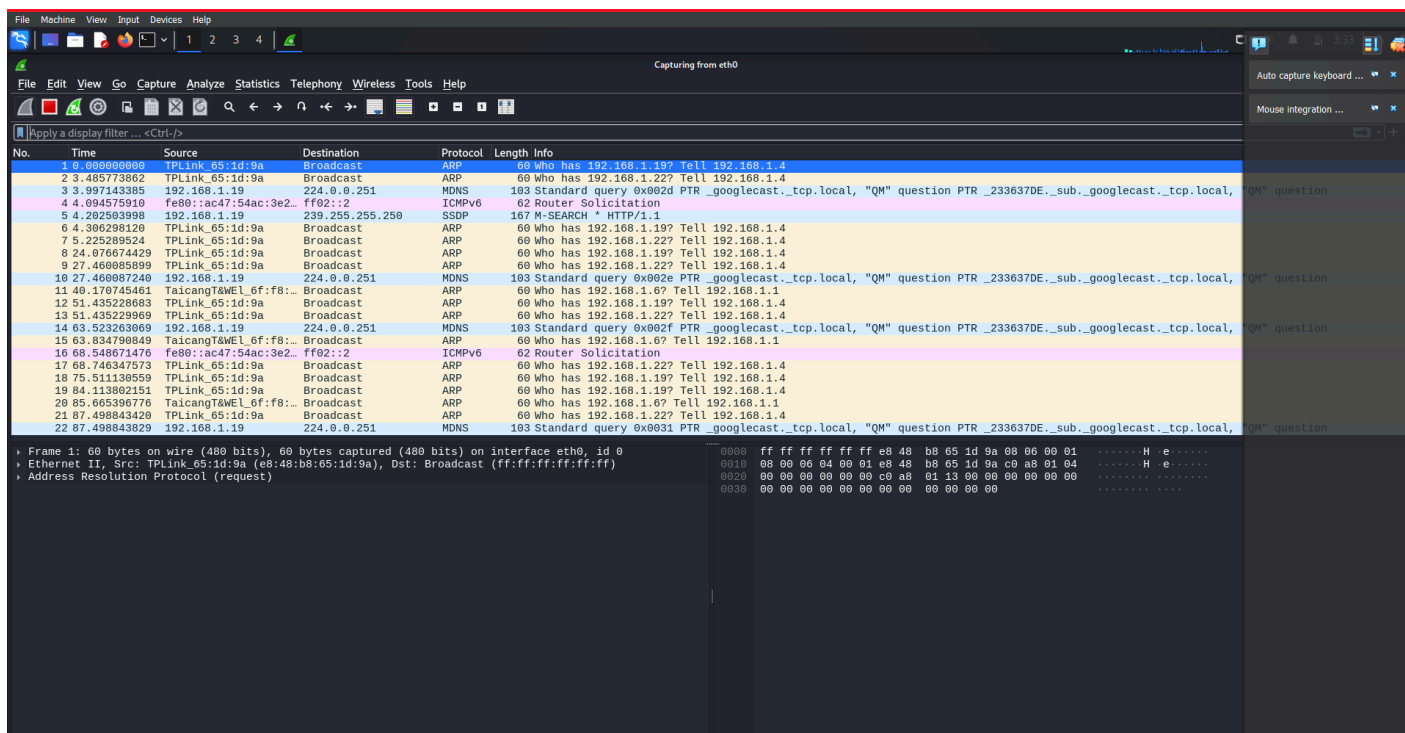 File Machine View Input Devices Help
1 2 3 4
3:33
Capturing from eth0
Auto capture keyboard ...
File Edit View Go Capture Analyze Statistics Telephony Wireless Tools Help
Mouse integration ...
Apply a display filter ... <Ctrl-/>
No. Time Source Destination Protocol Length Info
1 0.000000000 TPLink_65:1d:9a Broadcast ARP 60 Who has 192.168.1.19? Tell 192.168.1.4
2 3.485773862 TPLink_65:1d:9a Broadcast ARP 60 Who has 192.168.1.22? Tell 192.168.1.4
3 3.997143385 192.168.1.19 224.0.0.251 MDNS 103 Standard query 0x002d PTR _googlecast._tcp.local, "QM" question PTR _233637DE._sub._googlecast._tcp.local, "QM" question
4 4.094575910 fe80::ac47:54ac:3e2… ff02::2 ICMPv6 62 Router Solicitation
5 4.202503998 192.168.1.19 239.255.255.250 SSDP 167 M-SEARCH * HTTP/1.1
6 4.306298120 TPLink_65:1d:9a Broadcast ARP 60 Who has 192.168.1.19? Tell 192.168.1.4
7 5.225289524 TPLink_65:1d:9a Broadcast ARP 60 Who has 192.168.1.22? Tell 192.168.1.4
8 24.076674429 TPLink_65:1d:9a Broadcast ARP 60 Who has 192.168.1.19? Tell 192.168.1.4
9 27.460085899 TPLink_65:1d:9a Broadcast ARP 60 Who has 192.168.1.22? Tell 192.168.1.4
10 27.460087240 192.168.1.19 224.0.0.251 MDNS 103 Standard query 0x002e PTR _googlecast._tcp.local, "QM" question PTR _233637DE._sub._googlecast._tcp.local, "QM" question
11 40.170745461 TaicangT&WEl_6f:f8:… Broadcast ARP 60 Who has 192.168.1.6? Tell 192.168.1.1
12 51.435228683 TPLink_65:1d:9a Broadcast ARP 60 Who has 192.168.1.19? Tell 192.168.1.4
13 51.435229969 TPLink_65:1d:9a Broadcast ARP 60 Who has 192.168.1.22? Tell 192.168.1.4
14 63.523263069 192.168.1.19 224.0.0.251 MDNS 103 Standard query 0x002f PTR _googlecast._tcp.local, "QM" question PTR _233637DE._sub._googlecast._tcp.local, "QM" question
15 63.834790849 TaicangT&WEl_6f:f8:… Broadcast ARP 60 Who has 192.168.1.6? Tell 192.168.1.1
16 68.548671476 fe80::ac47:54ac:3e2… ff02::2 ICMPv6 62 Router Solicitation
17 68.746347573 TPLink_65:1d:9a Broadcast ARP 60 Who has 192.168.1.22? Tell 192.168.1.4
18 75.511130559 TPLink_65:1d:9a Broadcast ARP 60 Who has 192.168.1.19? Tell 192.168.1.4
19 84.113802151 TPLink_65:1d:9a Broadcast ARP 60 Who has 192.168.1.19? Tell 192.168.1.4
20 85.665396776 TaicangT&WEl_6f:f8:… Broadcast ARP 60 Who has 192.168.1.6? Tell 192.168.1.1
21 87.498843420 TPLink_65:1d:9a Broadcast ARP 60 Who has 192.168.1.22? Tell 192.168.1.4
22 87.498843829 192.168.1.19 224.0.0.251 MDNS 103 Standard query 0x0031 PTR _googlecast._tcp.local, "QM" question PTR _233637DE._sub._googlecast._tcp.local, "QM" question
Frame 1: 60 bytes on wire (480 bits), 60 bytes captured (480 bits) on interface eth0, id 0
Ethernet II, Src: TPLink_65:1d:9a (e8:48:b8:65:1d:9a), Dst: Broadcast (ff:ff:ff:ff:ff:ff)
Address Resolution Protocol (request)
0000 ff ff ff ff ff ff e8 48 b8 65 1d 9a 08 06 00 01 ·······H ·e······
0010 08 00 06 04 00 01 e8 48 b8 65 1d 9a c0 a8 01 04 ·······H ·e······
0020 00 00 00 00 00 00 c0 a8 01 13 00 00 00 00 00 00 ········ ········
0030 00 00 00 00 00 00 00 00 00 00 00 00 ········ ····